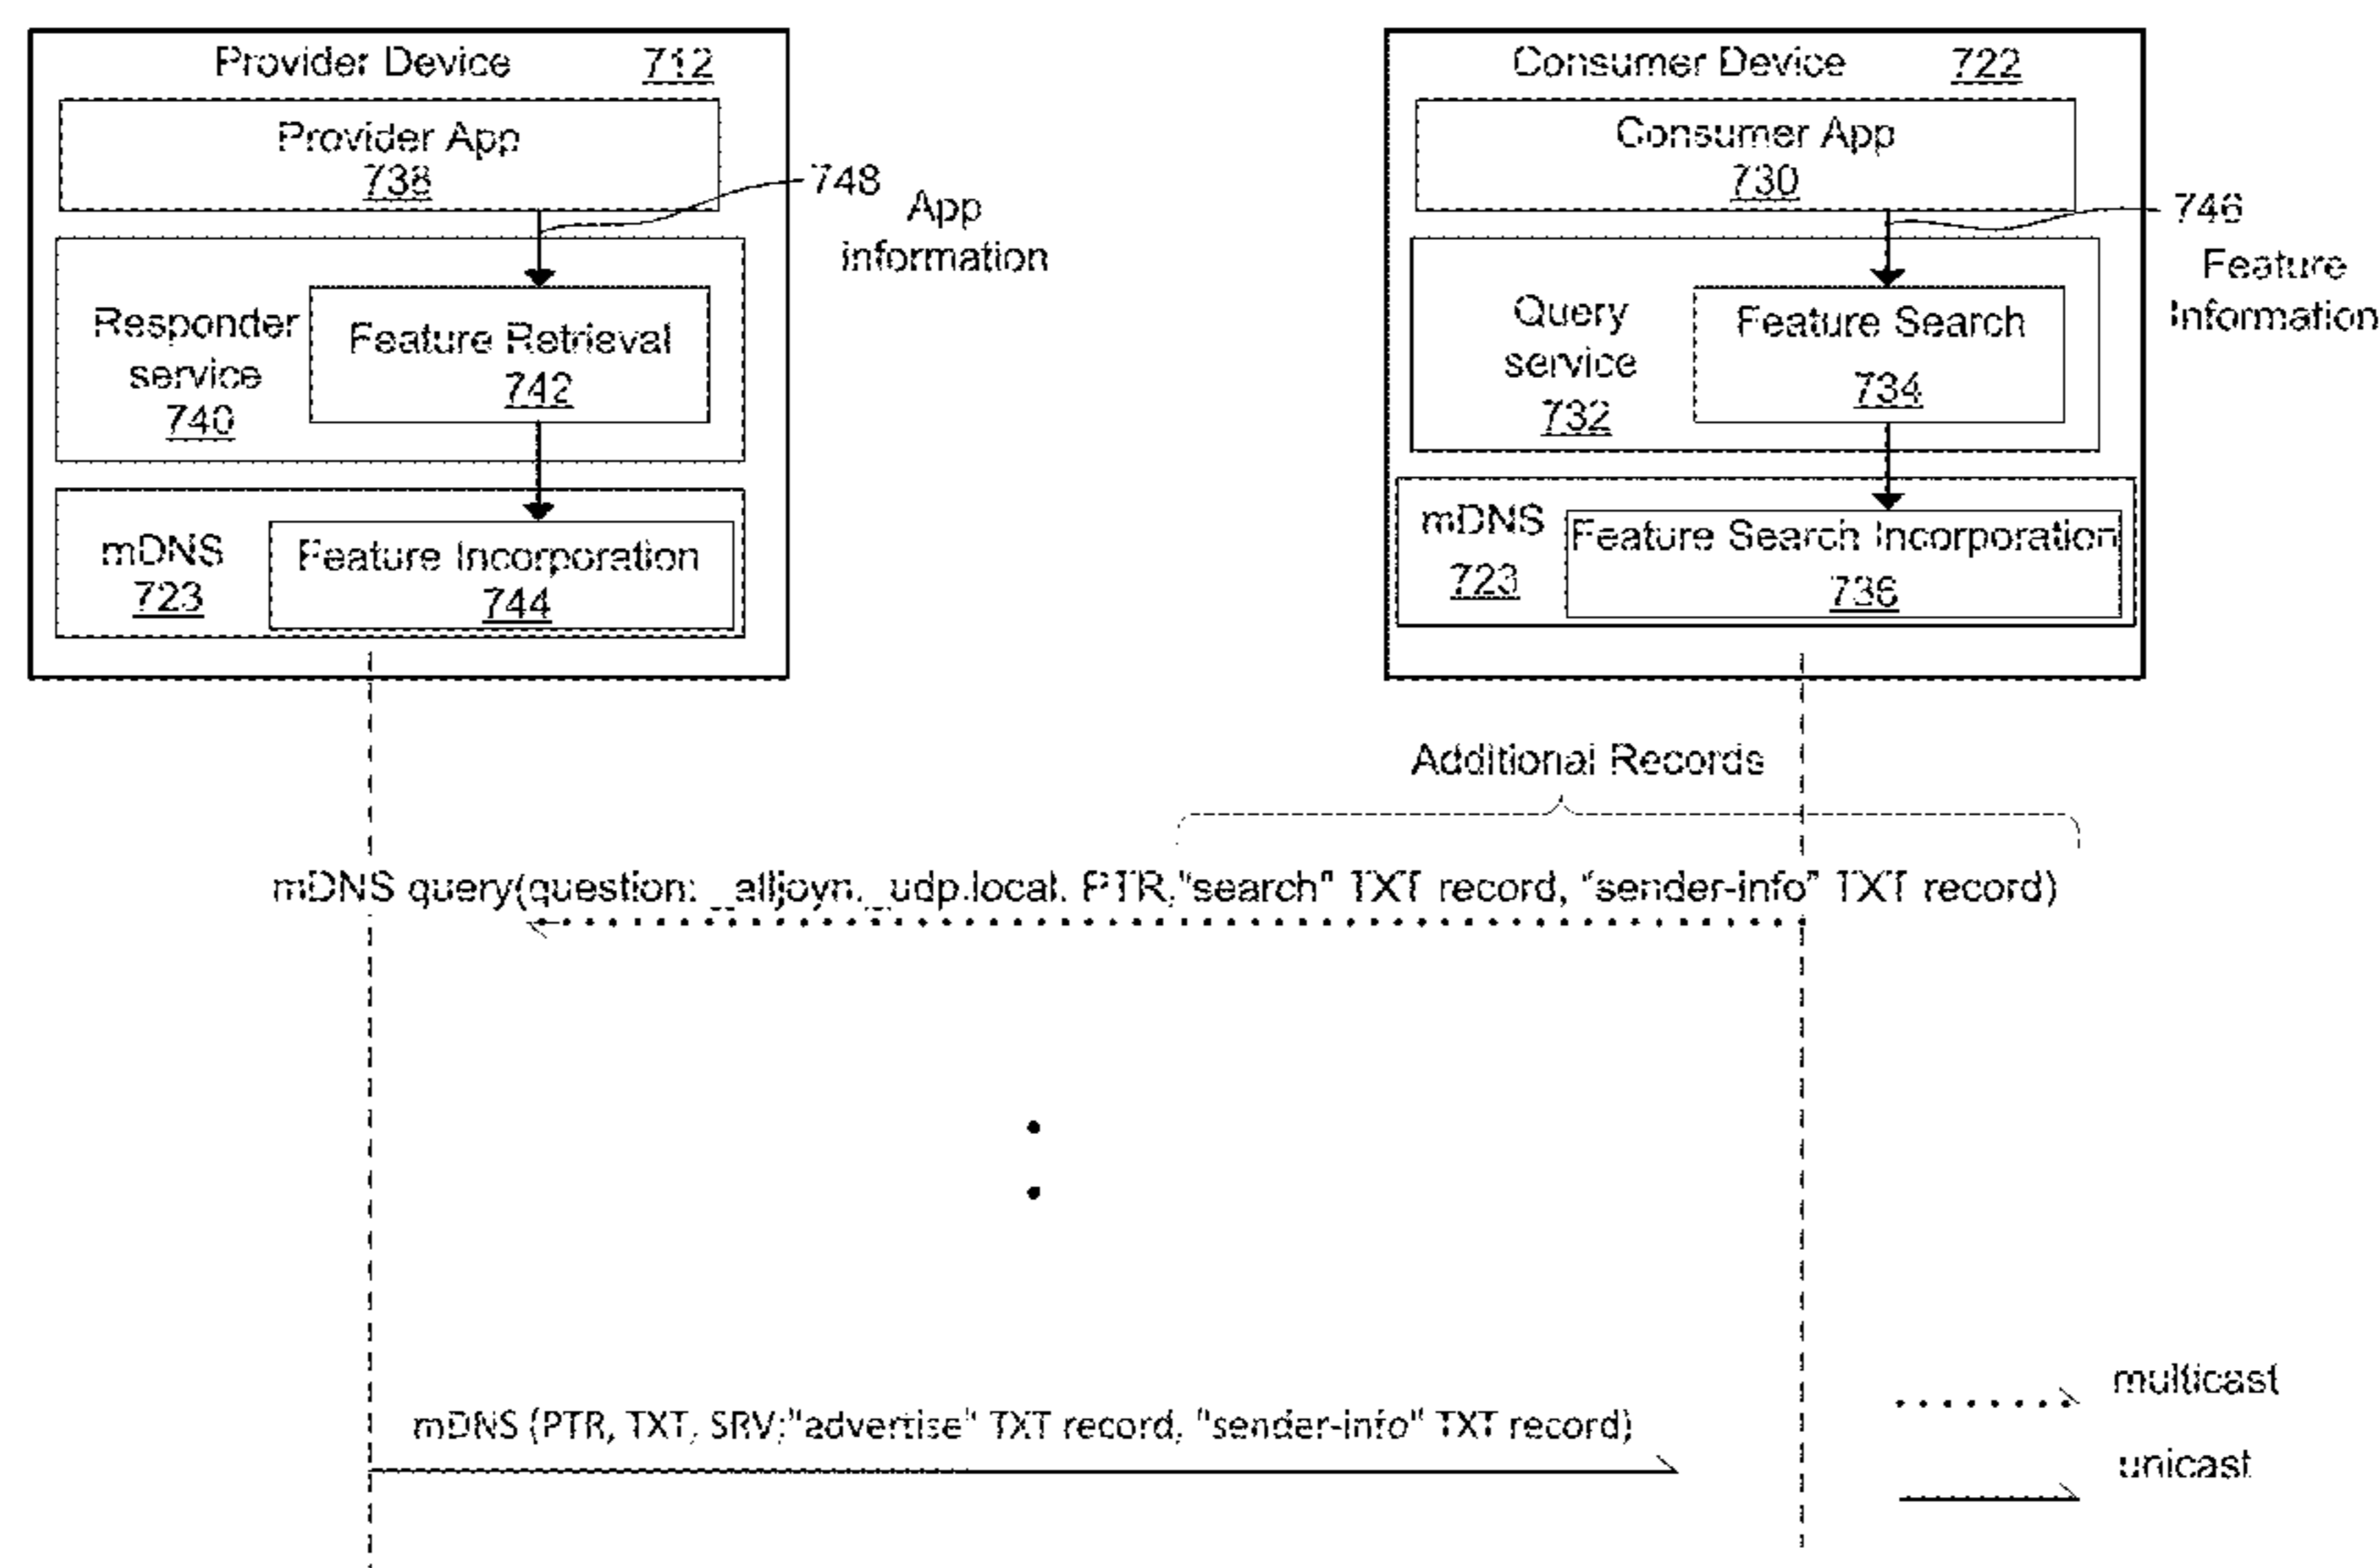 Provider Device 712
Provider App
738
748
App
information
Responder
service
740
Feature Retrieval
742
mDNS
723
Feature Incorporation
744
Consumer Device 722
Consumer App
730
746
Feature
Information
Query
service
732
Feature Search
734
mDNS
723
Feature Search Incorporation
736
Additional Records
mDNS query(question: _alljoyn._udp.local. PTR,"search" TXT record, "sender-info" TXT record)
mDNS (PTR, TXT, SRV;"advertise" TXT record, "sender-info" TXT record)
multicast
unicast